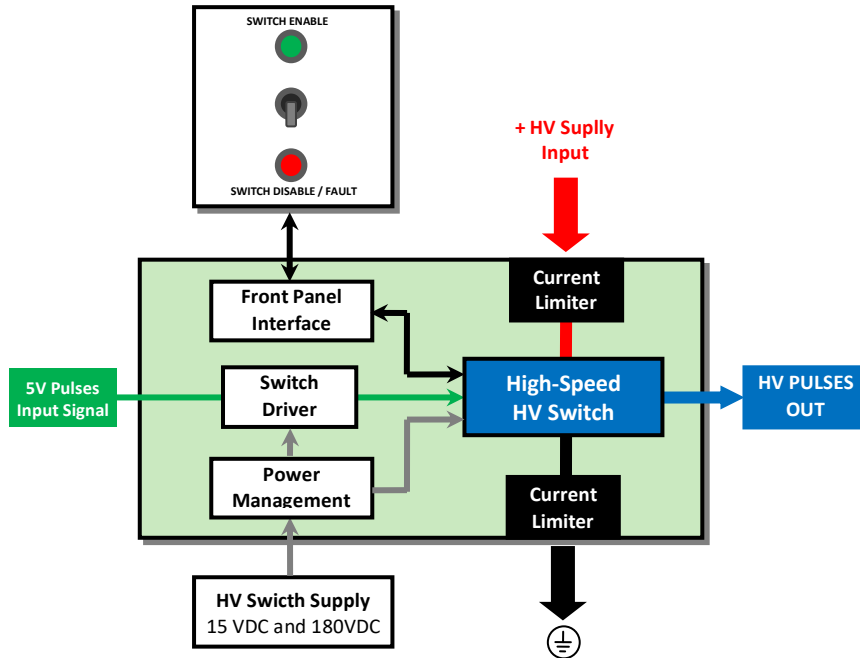 SWITCH ENABLE
SWITCH DISABLE / FAULT
+ HV Suplly
Input
Current
Limiter
Front Panel
Interface
5V Pulses
Input Signal
Switch
Driver
High-Speed
HV Switch
HV PULSES
OUT
Power
Management
Current
Limiter
HV Swicth Supply
15 VDC and 180VDC